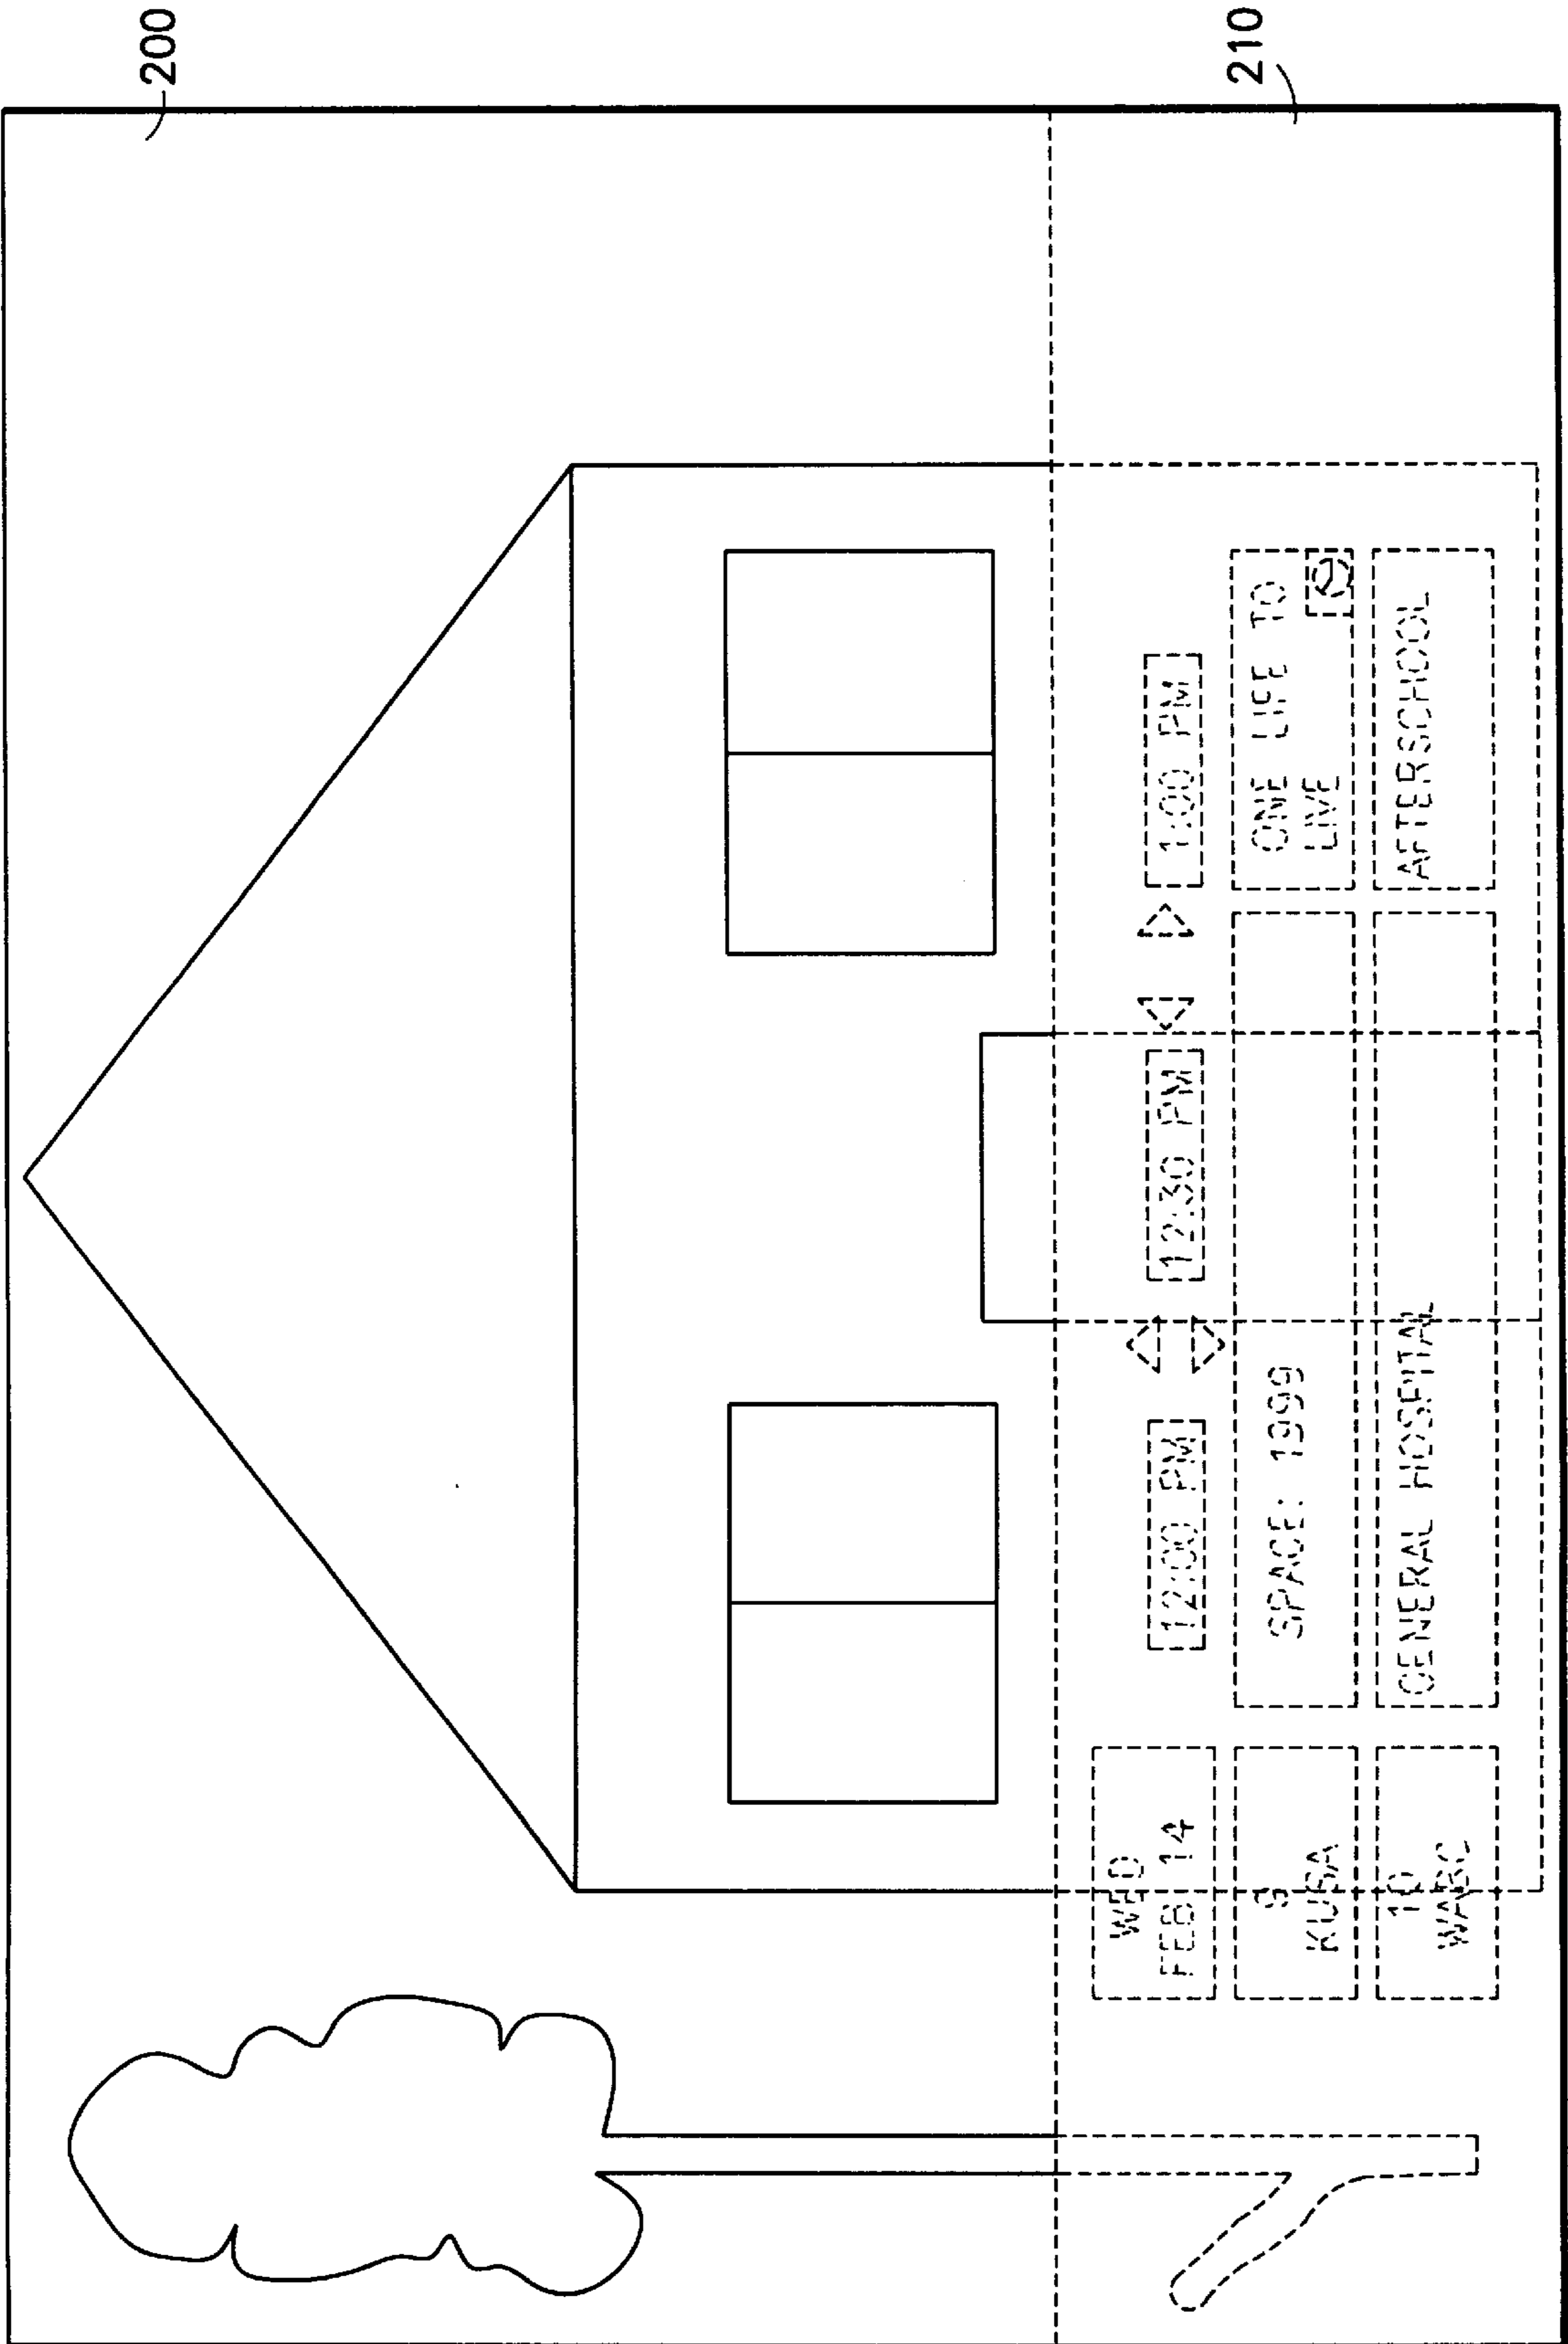 200
210
WED
FEB 14
12:00 PM
12:30 PM
1:00 PM
9
KUSA
SPACE: 1999
ONE LIFE TO
LIVE
10
WABC
GENERAL HOSPITAL
AFTERSCHOOL